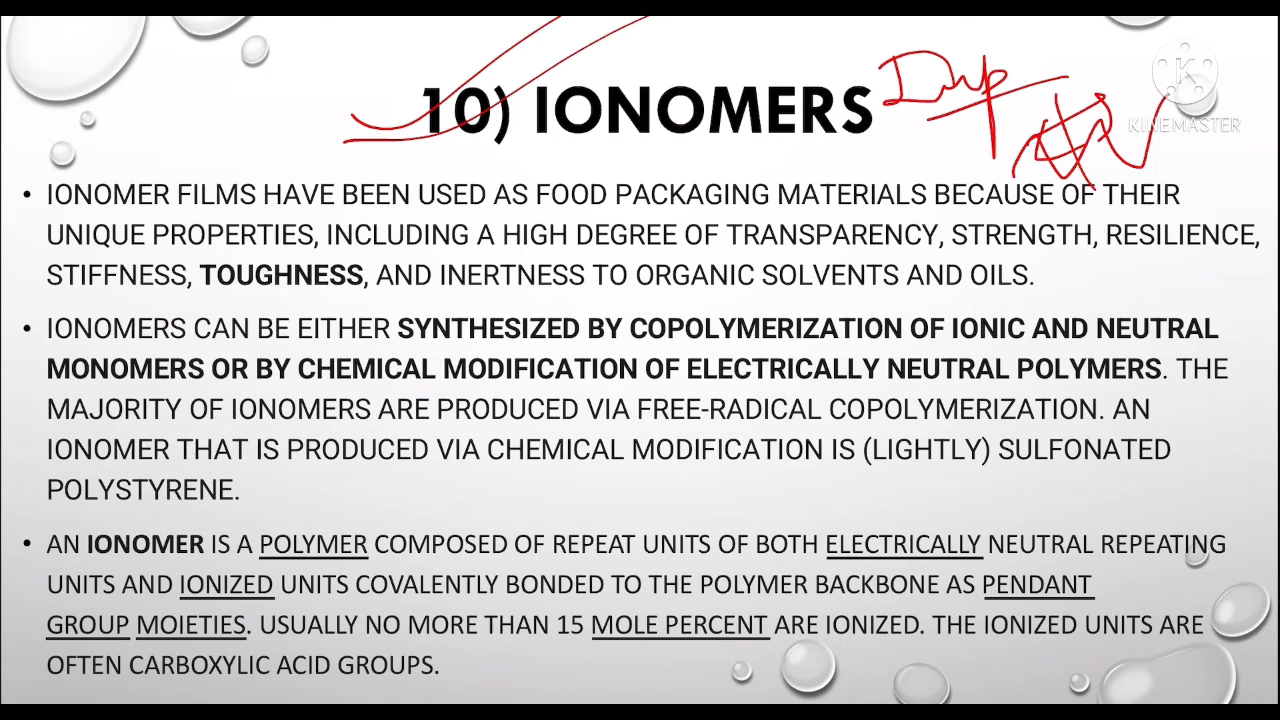 10) IONOMERS
Imp
KINEMASTER
• IONOMER FILMS HAVE BEEN USED AS FOOD PACKAGING MATERIALS BECAUSE OF THEIR
UNIQUE PROPERTIES, INCLUDING A HIGH DEGREE OF TRANSPARENCY, STRENGTH, RESILIENCE,
STIFFNESS, TOUGHNESS, AND INERTNESS TO ORGANIC SOLVENTS AND OILS.
• IONOMERS CAN BE EITHER SYNTHESIZED BY COPOLYMERIZATION OF IONIC AND NEUTRAL
MONOMERS OR BY CHEMICAL MODIFICATION OF ELECTRICALLY NEUTRAL POLYMERS. THE
MAJORITY OF IONOMERS ARE PRODUCED VIA FREE-RADICAL COPOLYMERIZATION. AN
IONOMER THAT IS PRODUCED VIA CHEMICAL MODIFICATION IS (LIGHTLY) SULFONATED
POLYSTYRENE.
• AN IONOMER IS A POLYMER COMPOSED OF REPEAT UNITS OF BOTH ELECTRICALLY NEUTRAL REPEATING
UNITS AND IONIZED UNITS COVALENTLY BONDED TO THE POLYMER BACKBONE AS PENDANT
GROUP MOIETIES. USUALLY NO MORE THAN 15 MOLE PERCENT ARE IONIZED. THE IONIZED UNITS ARE
OFTEN CARBOXYLIC ACID GROUPS.